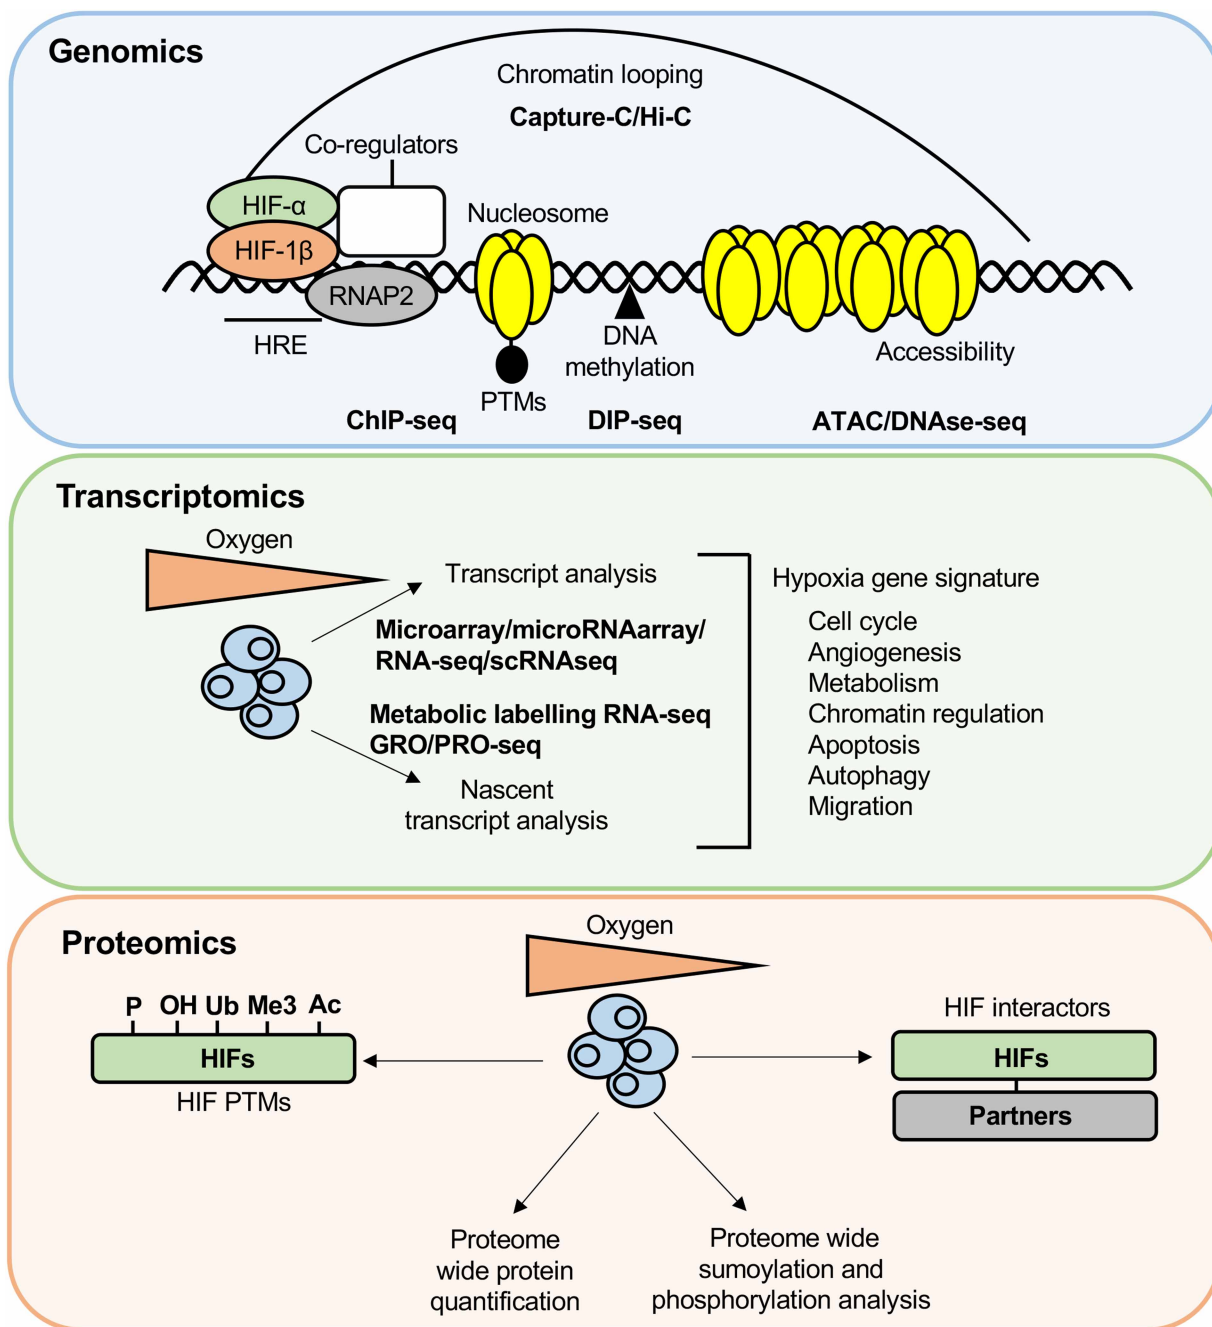 Genomics
Chromatin looping
Capture-C/Hi-C
Co-regulators
HIF-α
HIF-1β
Nucleosome
RNAP2
HRE
DNA
methylation
Accessibility
PTMs
ChIP-seq
DIP-seq
ATAC/DNAse-seq
Transcriptomics
Oxygen
Transcript analysis
Microarray/microRNAarray/
RNA-seq/scRNAseq
Metabolic labelling RNA-seq
GRO/PRO-seq
Nascent
transcript analysis
Hypoxia gene signature
Cell cycle
Angiogenesis
Metabolism
Chromatin regulation
Apoptosis
Autophagy
Migration
Proteomics
Oxygen
P OH Ub Me3 Ac
HIFs
HIF PTMs
HIF interactors
HIFs
Partners
Proteome
wide protein
quantification
Proteome wide
sumoylation and
phosphorylation analysis